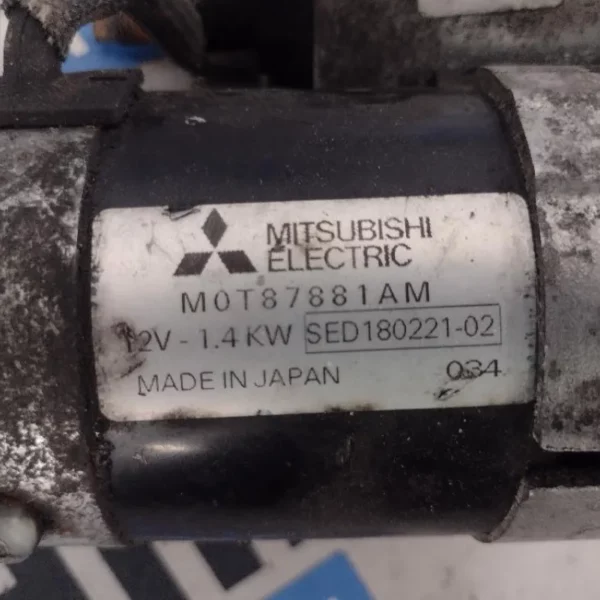 MITSUBISHI
ELECTRIC
M0T87881AM
12V - 1.4 KW SED180221-02
MADE IN JAPAN 034